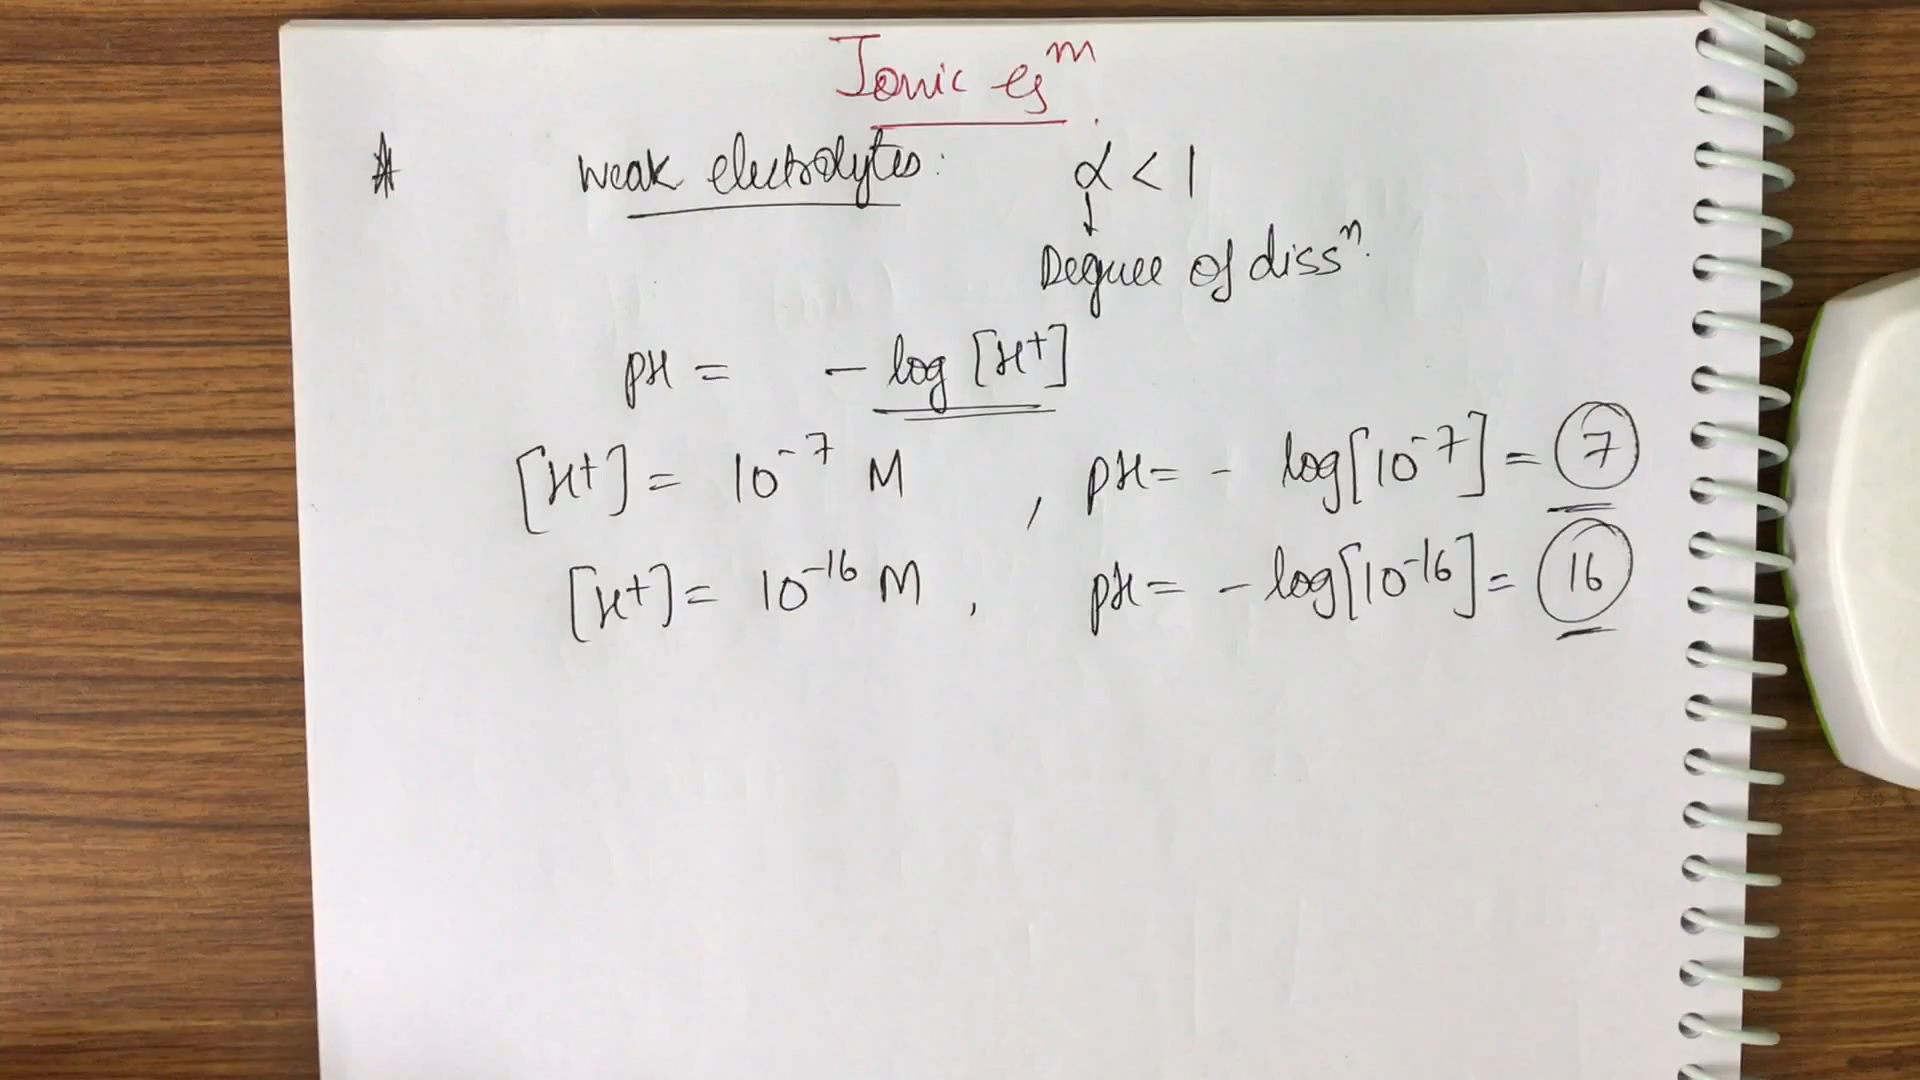 Ionic eqᵐ.
* Weak electrolytes: α < 1
↓
Degree of dissⁿ.
pH = - log [H+]
[H+] = 10⁻⁷ M , pH = - log[10⁻⁷] = 7
[H+] = 10⁻¹⁶ M , pH = - log[10⁻¹⁶] = 16